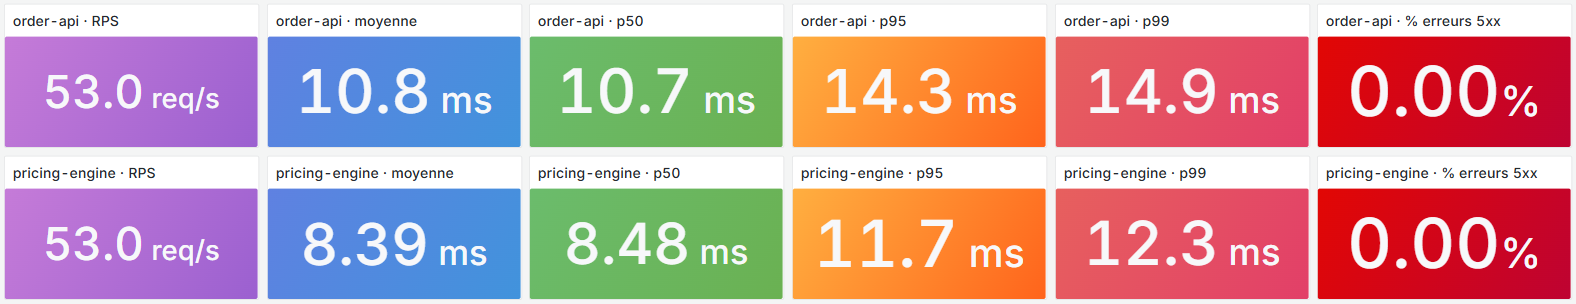 order-api · RPS
53.0 req/s
order-api · moyenne
10.8 ms
order-api · p50
10.7 ms
order-api · p95
14.3 ms
order-api · p99
14.9 ms
order-api · % erreurs 5xx
0.00%
pricing-engine · RPS
53.0 req/s
pricing-engine · moyenne
8.39 ms
pricing-engine · p50
8.48 ms
pricing-engine · p95
11.7 ms
pricing-engine · p99
12.3 ms
pricing-engine · % erreurs 5xx
0.00%